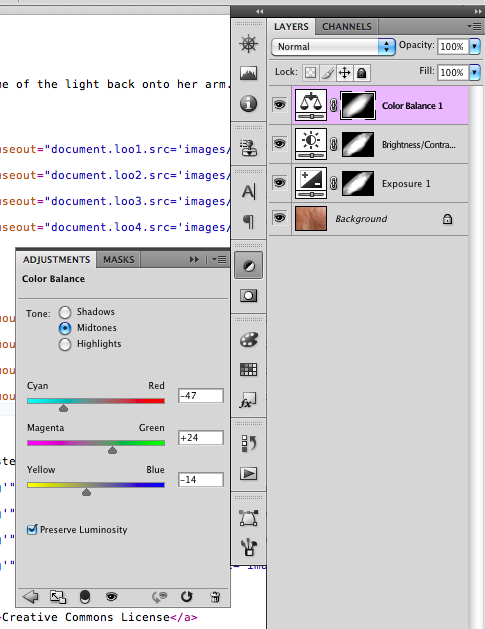 LAYERS CHANNELS
Normal Opacity: 100%
Lock: Fill: 100%
Color Balance 1
Brightness/Contra...
Exposure 1
Background
ne of the light back onto her arm.
useout="document.loo1.src='images/
useout="document.loo2.src='images/
useout="document.loo3.src='images/
useout="document.loo4.src='images/
ADJUSTMENTS MASKS
Color Balance
Tone: Shadows
Midtones
Highlights
Cyan Red
-47
Magenta Green
+24
Yellow Blue
-14
Preserve Luminosity
-Creative Commons License</a>